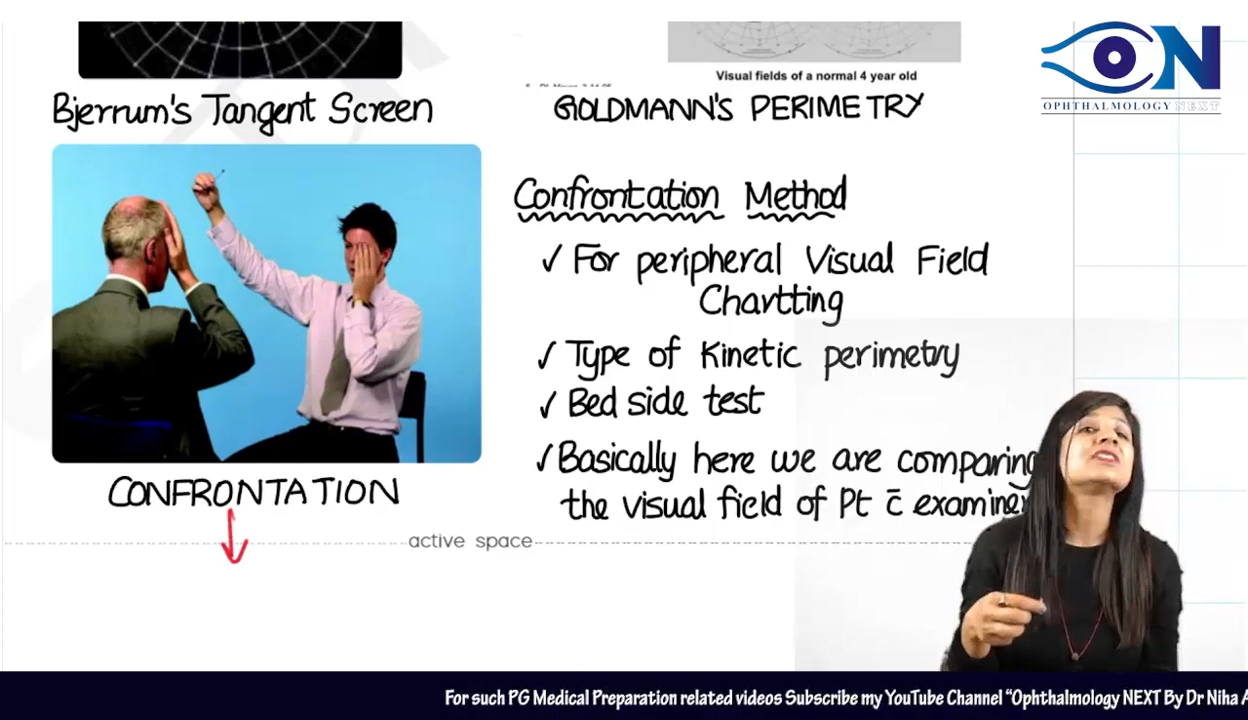 Visual fields of a normal 4 year old
ON
OPHTHALMOLOGY NEXT
Bjerrum's Tangent Screen
GOLDMANN'S PERIMETRY
Confrontation Method
✓ For peripheral Visual Field
Chartting
✓ Type of Kinetic perimetry
✓ Bed side test
✓ Basically here we are comparing
the visual field of Pt c̄ examiner
CONFRONTATION
active space
For such PG Medical Preparation related videos Subscribe my YouTube Channel "Ophthalmology NEXT By Dr Niha A